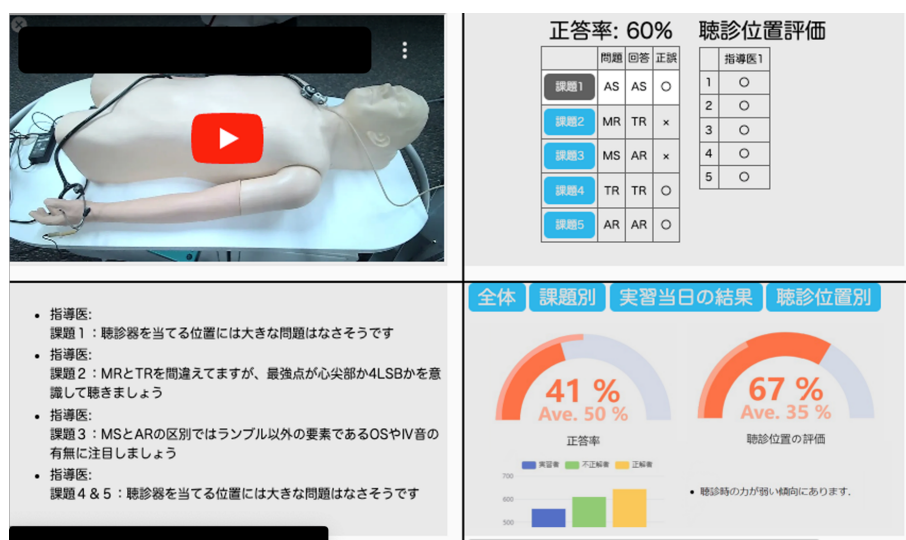 正答率: 60%
聴診位置評価
問題 回答 正誤
課題1 AS AS ○
課題2 MR TR ×
課題3 MS AR ×
課題4 TR TR ○
課題5 AR AR ○
指導医1
1 ○
2 ○
3 ○
4 ○
5 ○
• 指導医:
課題１：聴診器を当てる位置には大きな問題はなさそうです
• 指導医:
課題２：MRとTRを間違えてますが、最強点が心尖部か4LSBかを意
識して聴きましょう
• 指導医:
課題３：MSとARの区別ではランブル以外の要素であるOSやⅣ音の
有無に注目しましょう
• 指導医:
課題４＆５：聴診器を当てる位置には大きな問題はなさそうです
全体 課題別 実習当日の結果 聴診位置別
41 %
Ave. 50 %
正答率
67 %
Ave. 35 %
聴診位置の評価
実習者 不正解者 正解者
700
600
500
• 聴診時の力が弱い傾向にあります.